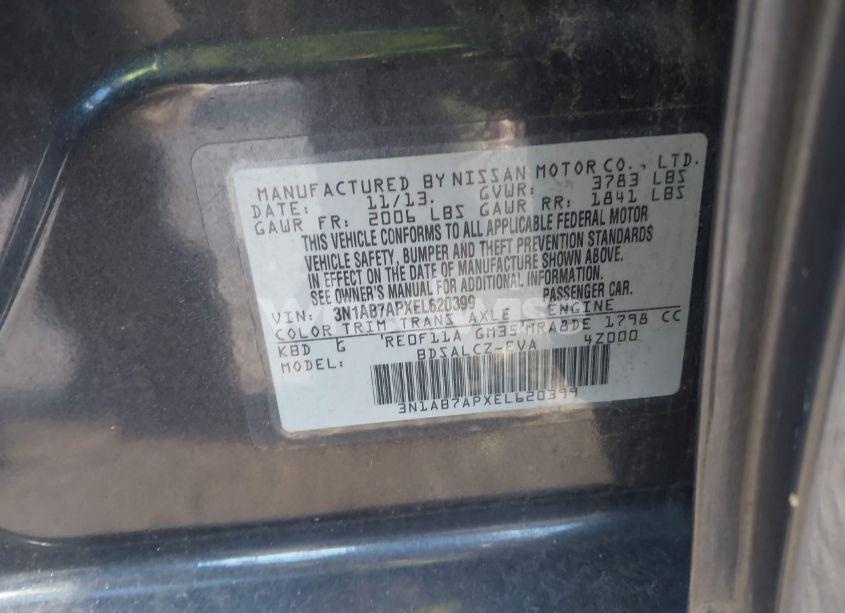 MANUFACTURED BY NISSAN MOTOR CO., LTD.
DATE: 11/13. GVWR: 3783 LBS
GAWR FR: 2006 LBS GAWR RR: 1841 LBS
THIS VEHICLE CONFORMS TO ALL APPLICABLE FEDERAL MOTOR
VEHICLE SAFETY, BUMPER AND THEFT PREVENTION STANDARDS
IN EFFECT ON THE DATE OF MANUFACTURE SHOWN ABOVE.
SEE OWNER'S MANUAL FOR ADDITIONAL INFORMATION.
VIN: 3N1AB7APXEL620399 PASSENGER CAR.
COLOR TRIM TRANS AXLE ENGINE
KBD G RE0F11A GM35 MRA8DE 1798 CC
MODEL: BDSALCZ-EVA 4Z000
3N1AB7APXEL620399